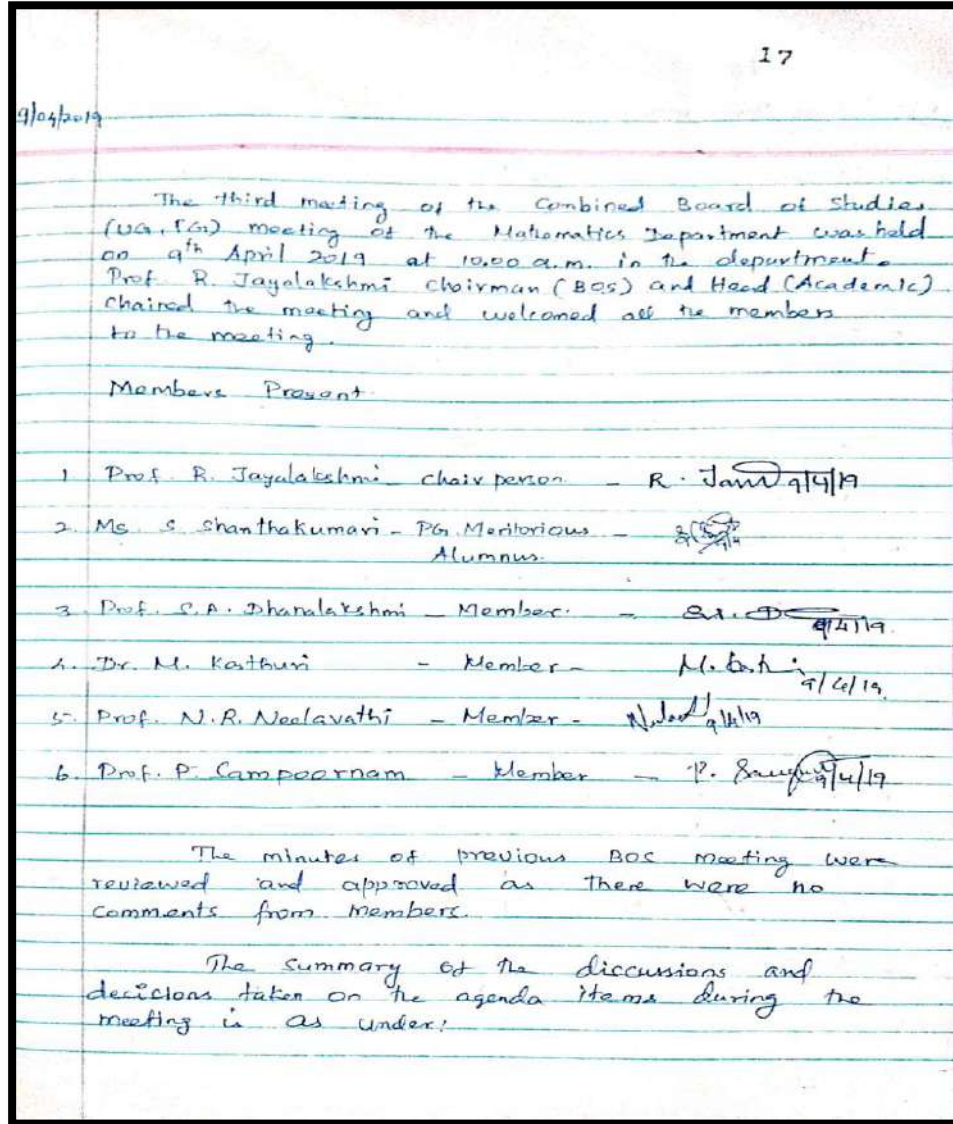 17
9/04/2019
The third meeting of the Combined Board of Studies
(UG, PG) meeting of the Mathematics Department was held
on 9th April 2019 at 10.00 a.m. in the department.
Prof. R. Jayalakshmi Chairman (BOS) and Head (Academic)
chaired the meeting and welcomed all the members
to the meeting.
Members Present
1. Prof. R. Jayalakshmi - Chair person - R. 9/4/19
2. Ms. S. Shanthakumari - PG Meritorious -
Alumnus.
3. Prof. S.A. Dhanalakshmi - Member. - 9/4/19
4. Dr. M. Kasthuri - Member - M. 9/4/19
5. Prof. N.R. Neelavathi - Member - 9/4/19
6. Prof. P. Sampoornam - Member - P. 9/4/19
The minutes of previous BOS meeting were
reviewed and approved as there were no
comments from members.
The summary of the discussions and
decisions taken on the agenda items during the
meeting is as under: